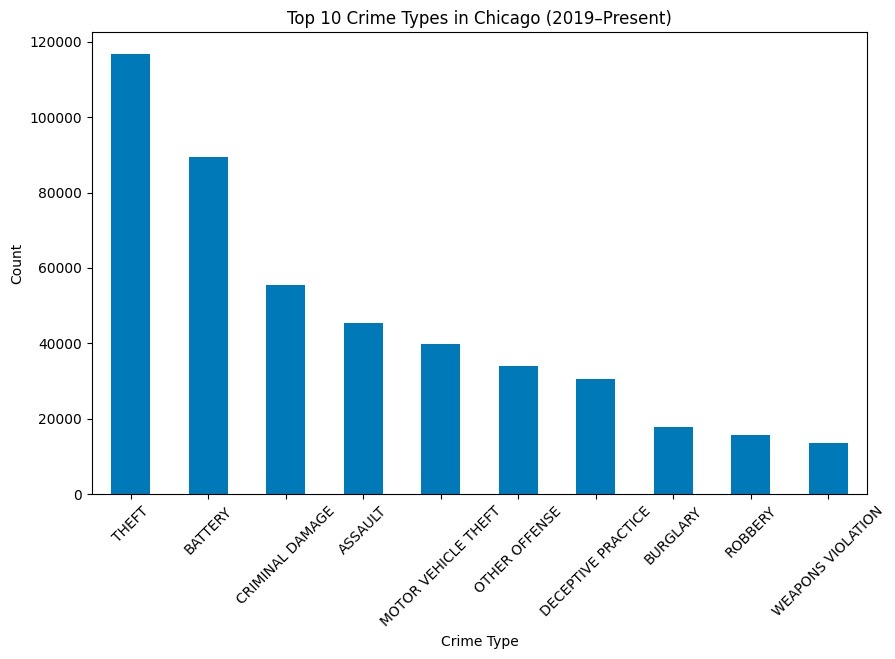 Top 10 Crime Types in Chicago (2019–Present)
120000
100000
80000
60000
40000
20000
0
Count
THEFT
BATTERY
CRIMINAL DAMAGE
ASSAULT
MOTOR VEHICLE THEFT
OTHER OFFENSE
DECEPTIVE PRACTICE
BURGLARY
ROBBERY
WEAPONS VIOLATION
Crime Type